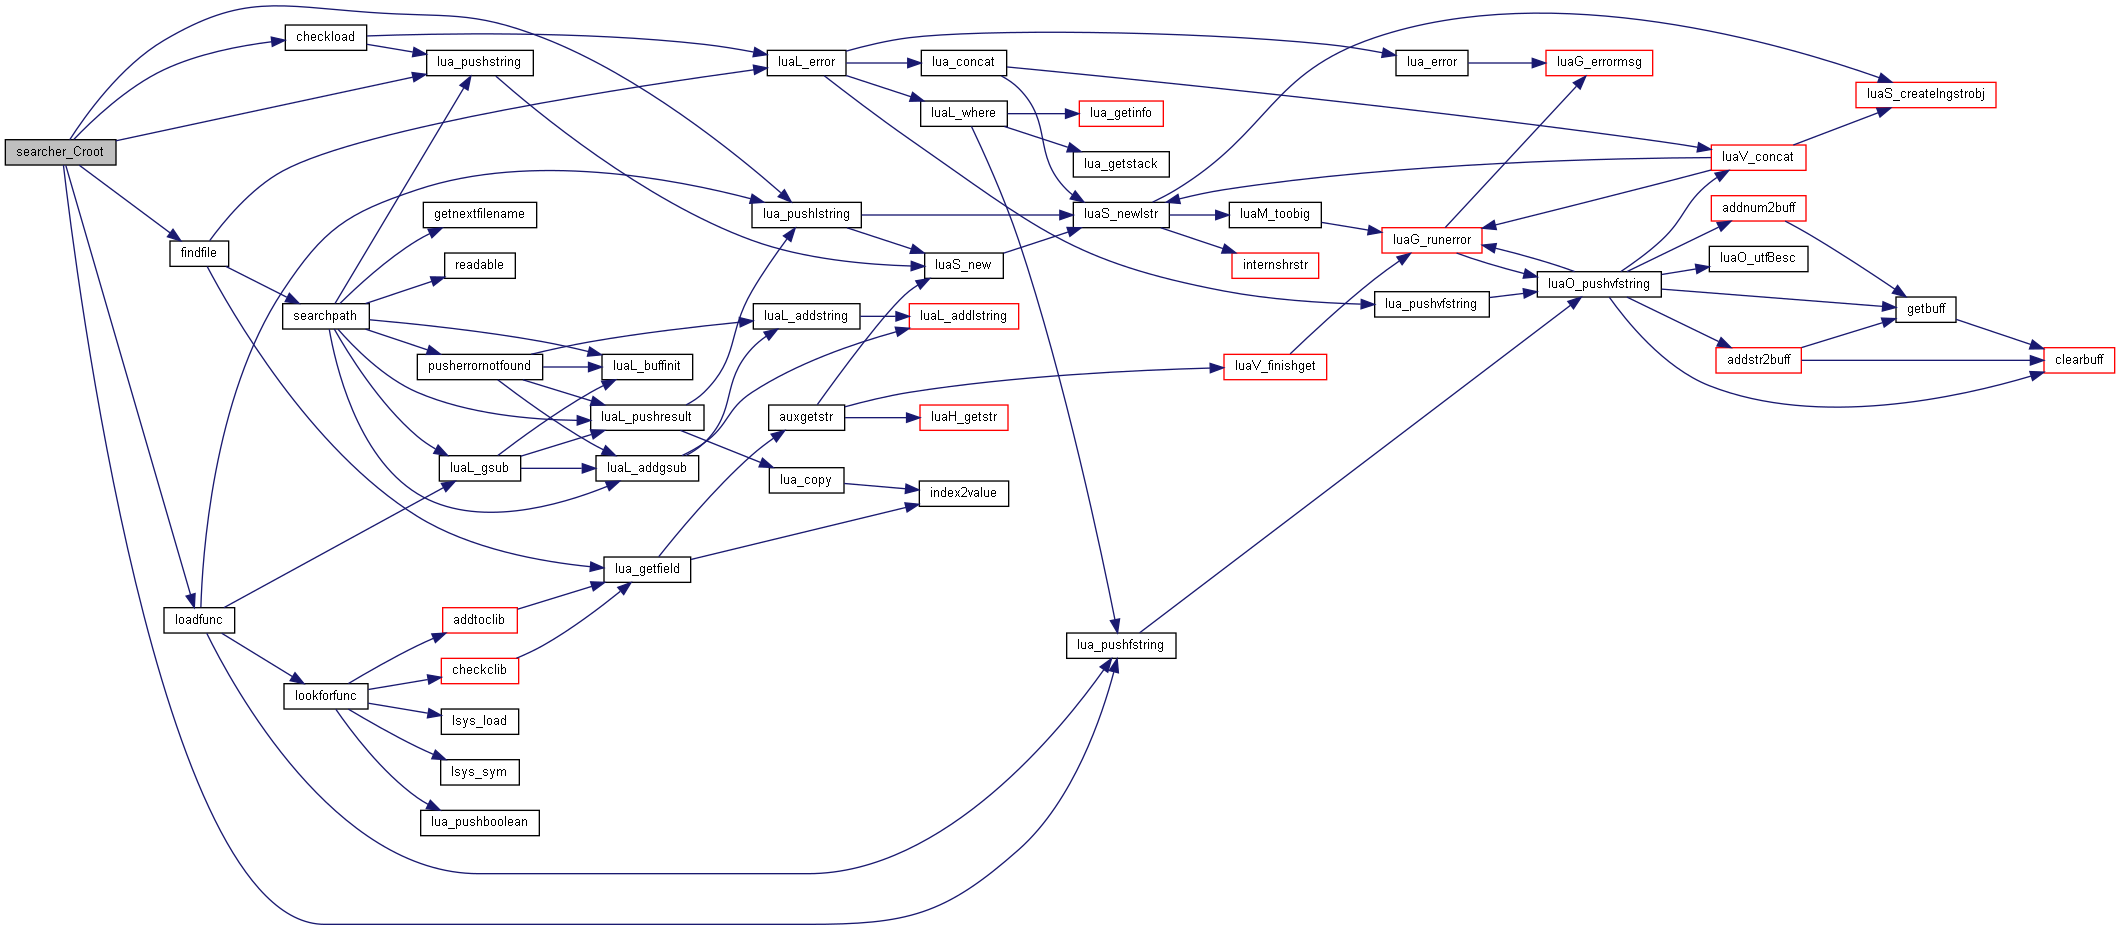 searcher_Croot
checkload
lua_pushstring
findfile
getnextfilename
readable
searchpath
pusherrornotfound
luaL_buffinit
luaL_pushresult
luaL_gsub
luaL_addgsub
lua_getfield
loadfunc
addtoclib
checkclib
lookforfunc
lsys_load
lsys_sym
lua_pushboolean
luaL_error
lua_pushlstring
luaL_addstring
auxgetstr
lua_copy
lua_concat
luaL_where
luaS_new
luaL_addlstring
luaH_getstr
index2value
lua_getinfo
lua_getstack
luaS_newlstr
lua_pushfstring
luaM_toobig
internshrstr
luaV_finishget
lua_error
luaG_runerror
lua_pushvfstring
luaG_errormsg
luaO_pushvfstring
luaV_concat
addnum2buff
luaO_utf8esc
addstr2buff
luaS_createlngstrobj
getbuff
clearbuff